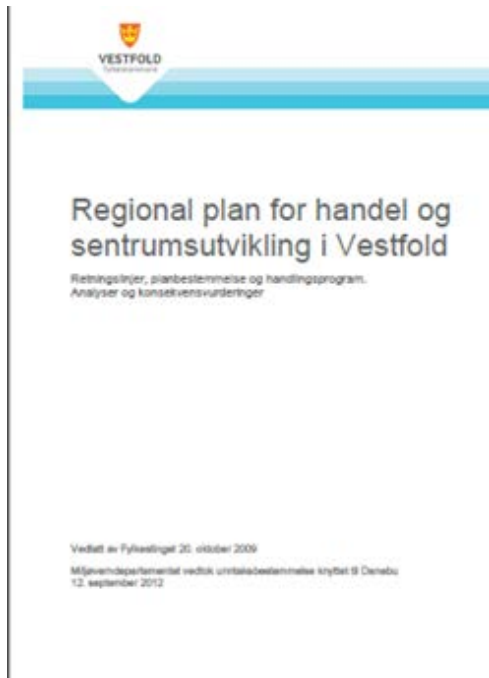 VESTFOLD
fylkeskommune
Regional plan for handel og
sentrumsutvikling i Vestfold
Retningslinjer, planbestemmelse og handlingsprogram.
Analyser og konsekvensvurderinger
Vedtatt av Fylkestinget 20. oktober 2009
Miljøverndepartementet vedtok unntaksbestemmelse knyttet til Danebu
12. september 2012